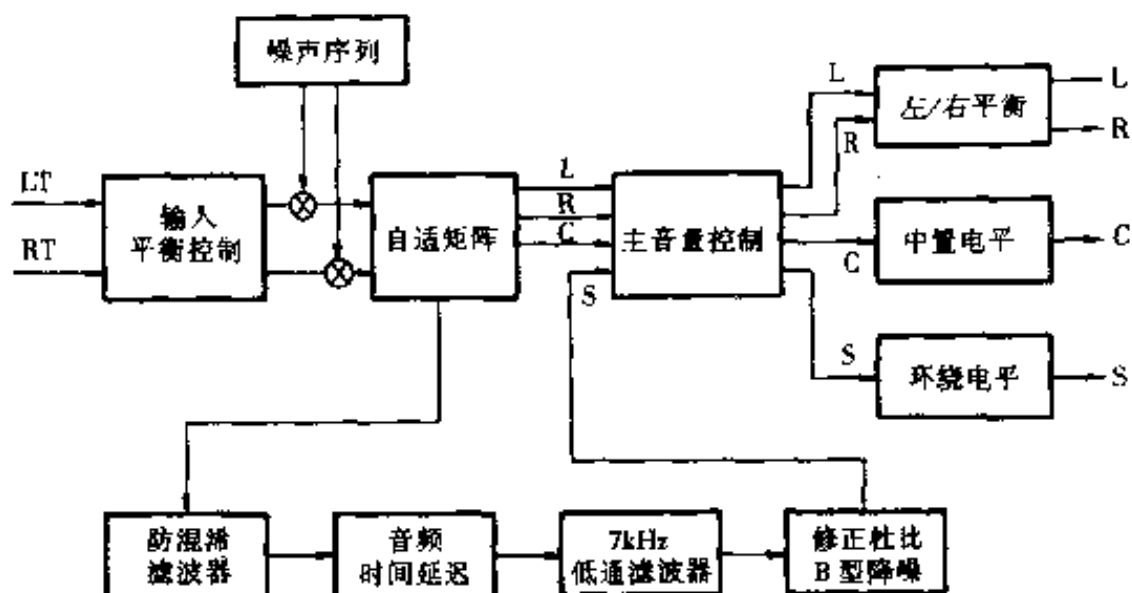 噪声序列
L
L
左/右平衡
R
R
LT
输入
平衡控制
RT
自适矩阵
L
R
C
S
主音量控制
C
中置电平
C
S
环绕电平
S
防混淆
滤波器
音频
时间延迟
7kHz
低通滤波器
修正杜比
B型降噪